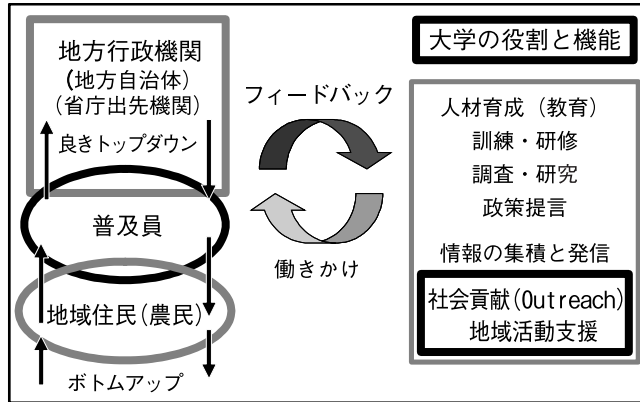 地方行政機関
(地方自治体)
(省庁出先機関)
良きトップダウン
普及員
地域住民(農民)
ボトムアップ
フィードバック
働きかけ
大学の役割と機能
人材育成（教育）
訓練・研修
調査・研究
政策提言
情報の集積と発信
社会貢献(Outreach)
地域活動支援